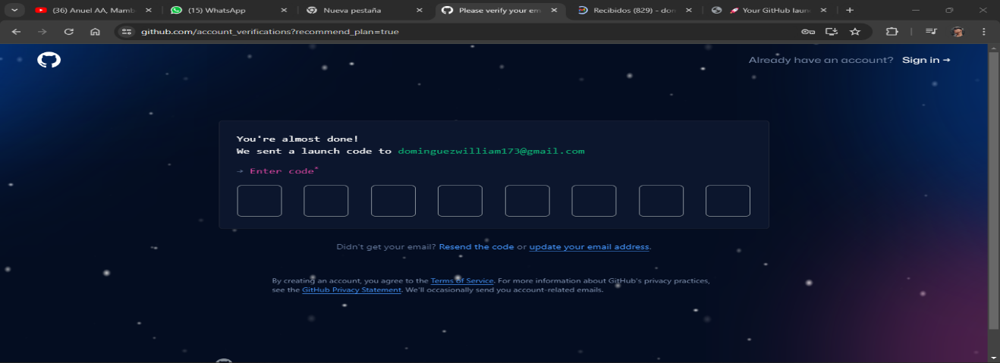 (36) Anuel AA, Mamb
(15) WhatsApp
Nueva pestaña
Please verify your em
Recibidos (829) - don
Your GitHub laun
github.com/account_verifications?recommend_plan=true
Already have an account? Sign in →
You're almost done!
We sent a launch code to dominguezwilliam173@gmail.com
→ Enter code*
Didn't get your email? Resend the code or update your email address.
By creating an account, you agree to the Terms of Service. For more information about GitHub's privacy practices,
see the GitHub Privacy Statement. We'll occasionally send you account-related emails.